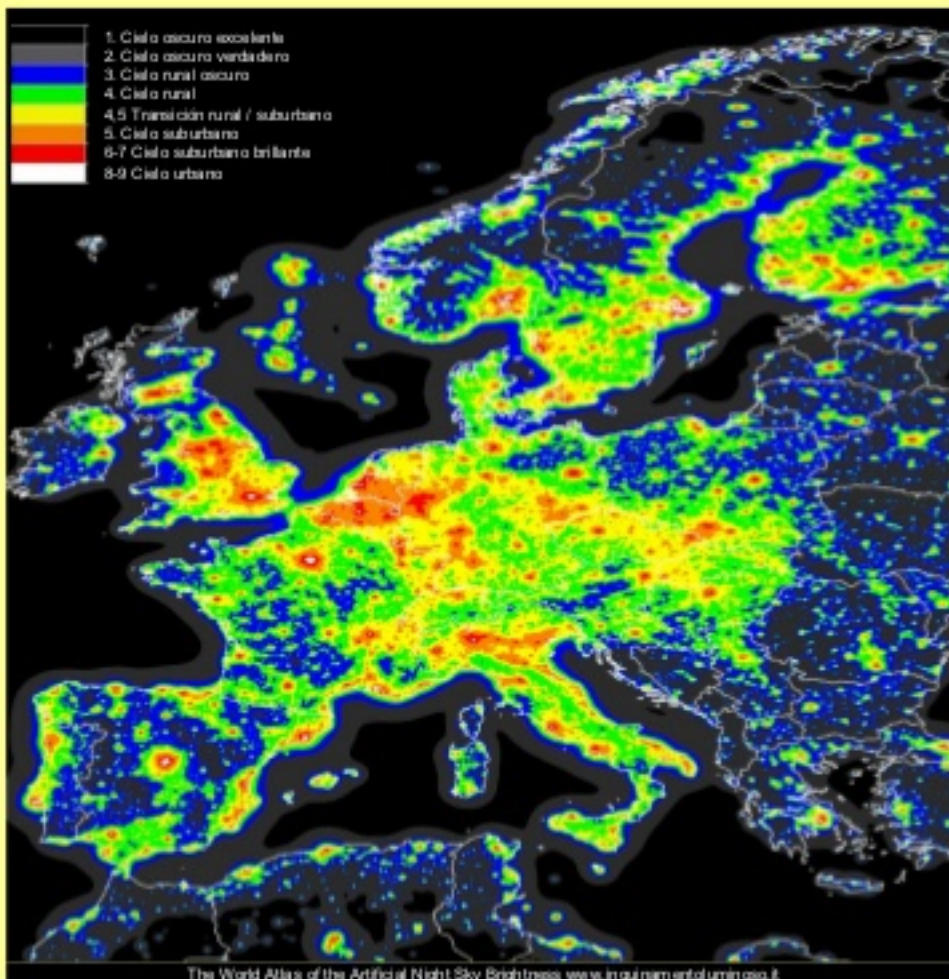 1. Cielo oscuro excelente
2. Cielo oscuro verdadero
3. Cielo rural oscuro
4. Cielo rural
4,5 Transición rural / suburbano
5. Cielo suburbano
6-7 Cielo suburbano brillante
8-9 Cielo urbano
The World Atlas of the Artificial Night Sky Brightness www.inquinamentoluminoso.it